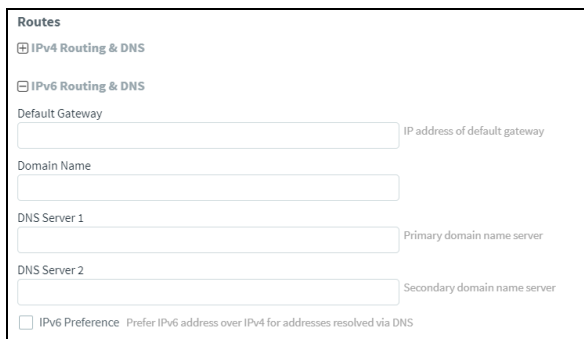 Routes
IPv4 Routing & DNS
IPv6 Routing & DNS
Default Gateway
IP address of default gateway
Domain Name
DNS Server 1
Primary domain name server
DNS Server 2
Secondary domain name server
IPv6 Preference Prefer IPv6 address over IPv4 for addresses resolved via DNS